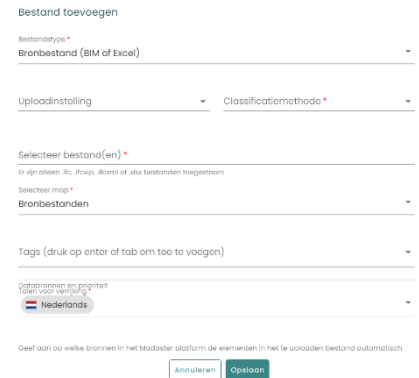 Bestand toevoegen
Bestandstype *
Bronbestand (BIM of Excel)
Uploadinstelling
Classificatiemethode *
Selecteer bestand(en) *
Er zijn alleen .ifc, .ifczip, .ifcxml of .xlsx bestanden toegestaan!
Selecteer map *
Bronbestanden
Tags (druk op enter of tab om toe te voegen)
Databronnen en prioriteit
Talen voor verrijking *
Nederlands
Geef aan op welke bronnen in het Madaster platform de elementen in het te uploaden bestand automatisch
Annuleren
Opslaan